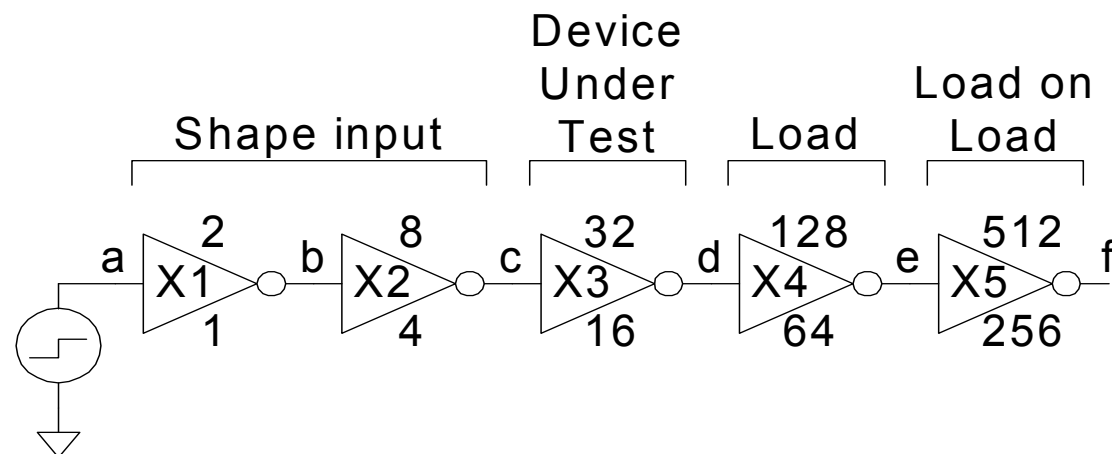 Device
Under
Test
Load on
Load
Shape input
Load
2
8
32
128
512
a
X1
b
X2
c
X3
d
X4
e
X5
f
1
4
16
64
256